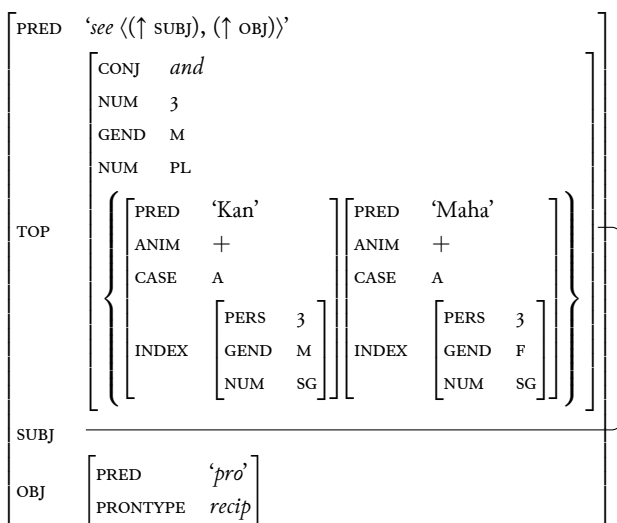 PRED ‘see ⟨(↑ SUBJ), (↑ OBJ)⟩’
CONJ and
NUM 3
GEND M
NUM PL
TOP
PRED ‘Kan’ PRED ‘Maha’
ANIM + ANIM +
CASE A CASE A
PERS 3 PERS 3
INDEX GEND M INDEX GEND F
NUM SG NUM SG
SUBJ
OBJ
PRED ‘pro’
PRONTYPE recip